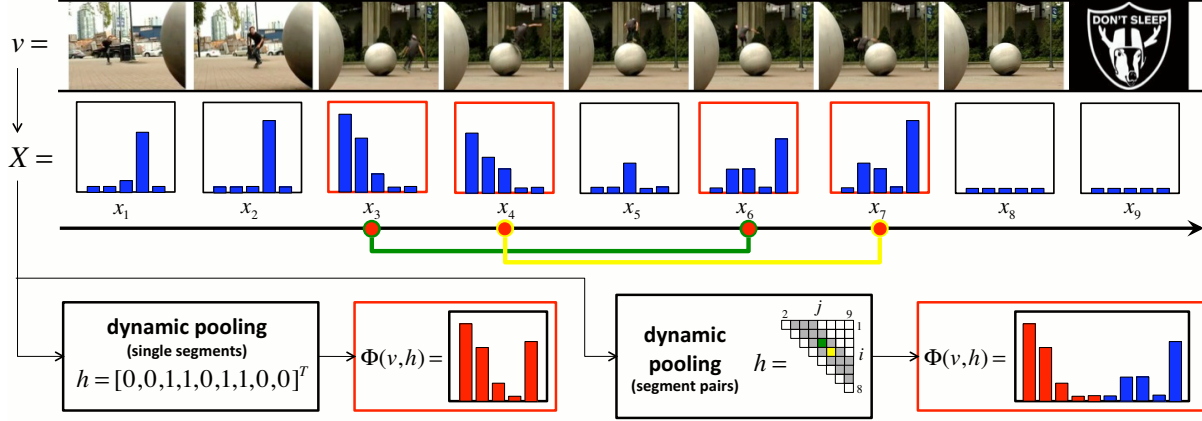 v =
DON'T SLEEP
X =
x₁ x₂ x₃ x₄ x₅ x₆ x₇ x₈ x₉
dynamic pooling
(single segments)
h = [0,0,1,1,0,1,1,0,0]ᵀ
Φ(v,h) =
dynamic
pooling
(segment pairs)
h =
j
2 9
1
i
8
Φ(v,h) =